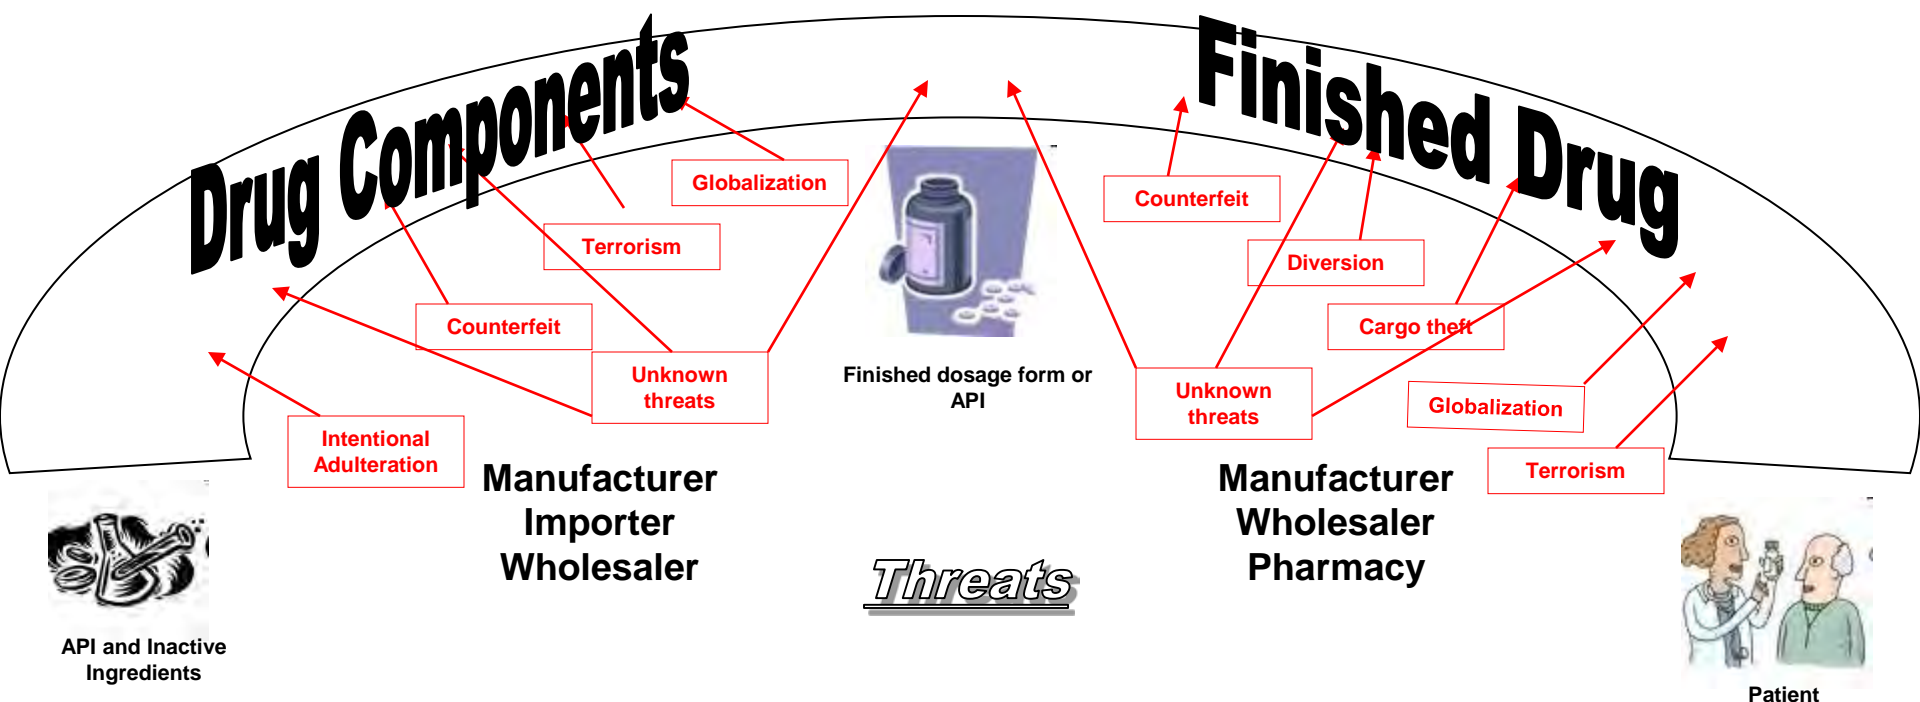 Drug Components
Finished Drug
Globalization
Counterfeit
Terrorism
Diversion
Counterfeit
Cargo theft
Unknown
threats
Finished dosage form or
API
Unknown
threats
Globalization
Intentional
Adulteration
Terrorism
Manufacturer
Importer
Wholesaler
Manufacturer
Wholesaler
Pharmacy
Threats
API and Inactive
Ingredients
Patient